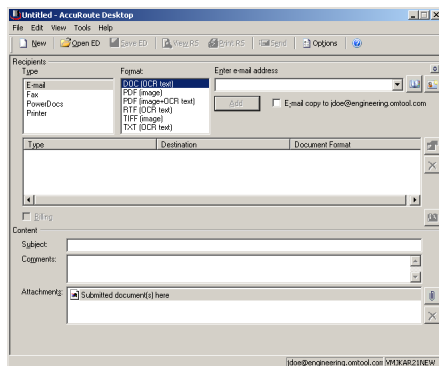 Untitled - AccuRoute Desktop
File Edit View Tools Help
New Open ED Save ED View RS Print RS Send Options
Recipients
Type Format: Enter e-mail address
E-mail
Fax
PowerDocs
Printer
DOC (OCR text)
PDF (image)
PDF (image+OCR text)
RTF (OCR text)
TIFF (image)
TXT (OCR text)
Add E-mail copy to jdoe@engineering.omtool.com
Type Destination Document Format
Billing
Content
Subject:
Comments:
Attachments: Submitted document(s) here
jdoe@engineering.omtool.com VMJKAR21NEW